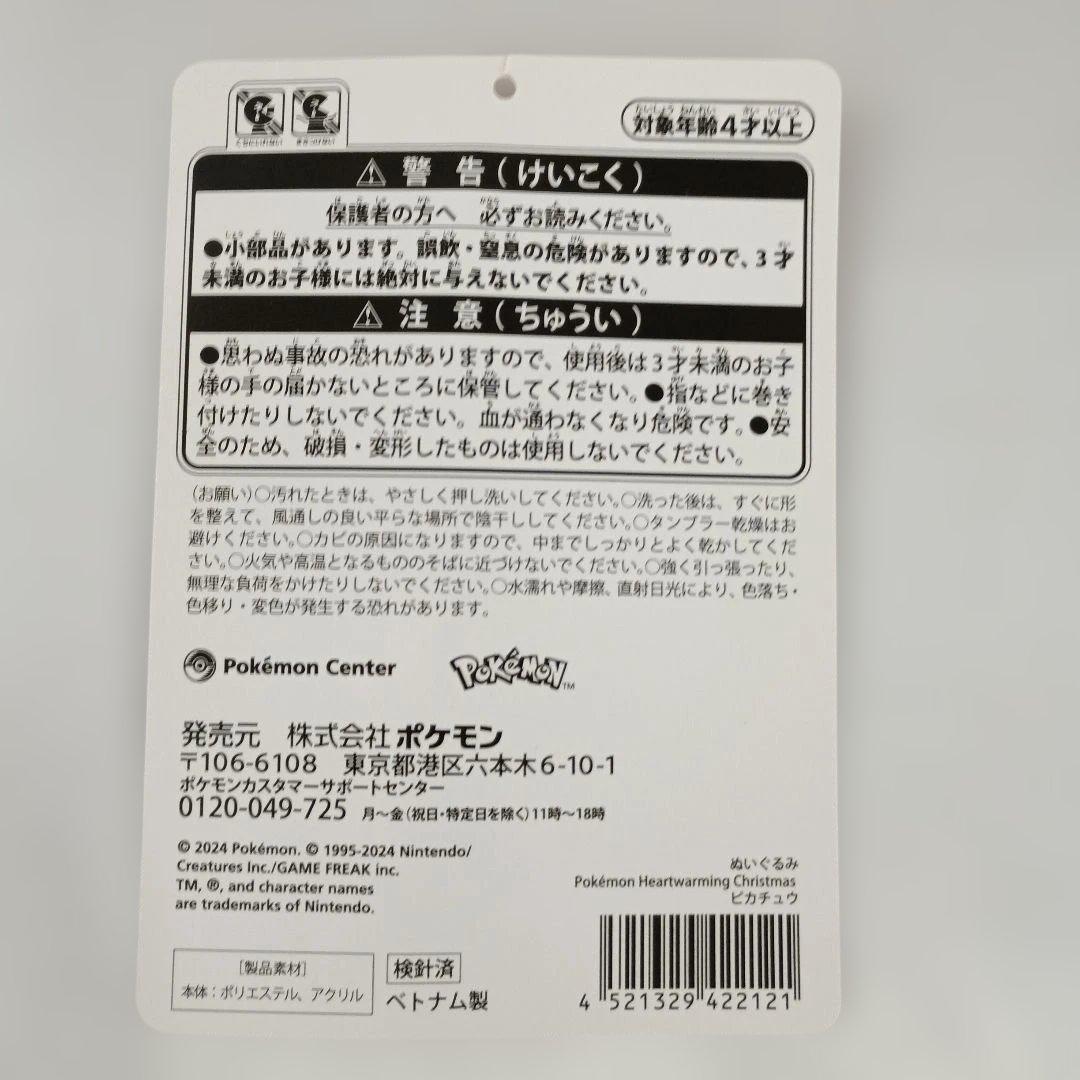 口にいれない
まきつけない
対象年齢4才以上
警告(けいこく)
保護者の方へ 必ずお読みください。
●小部品があります。誤飲・窒息の危険がありますので、3才
未満のお子様には絶対に与えないでください。
注意(ちゅうい)
●思わぬ事故の恐れがありますので、使用後は3才未満のお子
様の手の届かないところに保管してください。●指などに巻き
付けたりしないでください。血が通わなくなり危険です。●安
全のため、破損・変形したものは使用しないでください。
(お願い)○汚れたときは、やさしく押し洗いしてください。○洗った後は、すぐに形
を整えて、風通しの良い平らな場所で陰干ししてください。○タンブラー乾燥はお
避けください。○カビの原因になりますので、中までしっかりとよく乾かしてくだ
さい。○火気や高温となるもののそばに近づけないでください。○強く引っ張ったり、
無理な負荷をかけたりしないでください。○水濡れや摩擦、直射日光により、色落ち・
色移り・変色が発生する恐れがあります。
Pokémon Center
POKéMON™
発売元 株式会社ポケモン
〒106-6108 東京都港区六本木6-10-1
ポケモンカスタマーサポートセンター
0120-049-725 月~金(祝日・特定日を除く)11時~18時
© 2024 Pokémon. © 1995-2024 Nintendo/
Creatures Inc./GAME FREAK inc.
TM, ®, and character names
are trademarks of Nintendo.
ぬいぐるみ
Pokémon Heartwarming Christmas
ピカチュウ
[製品素材]
本体:ポリエステル、アクリル
検針済
ベトナム製
4 521329 422121